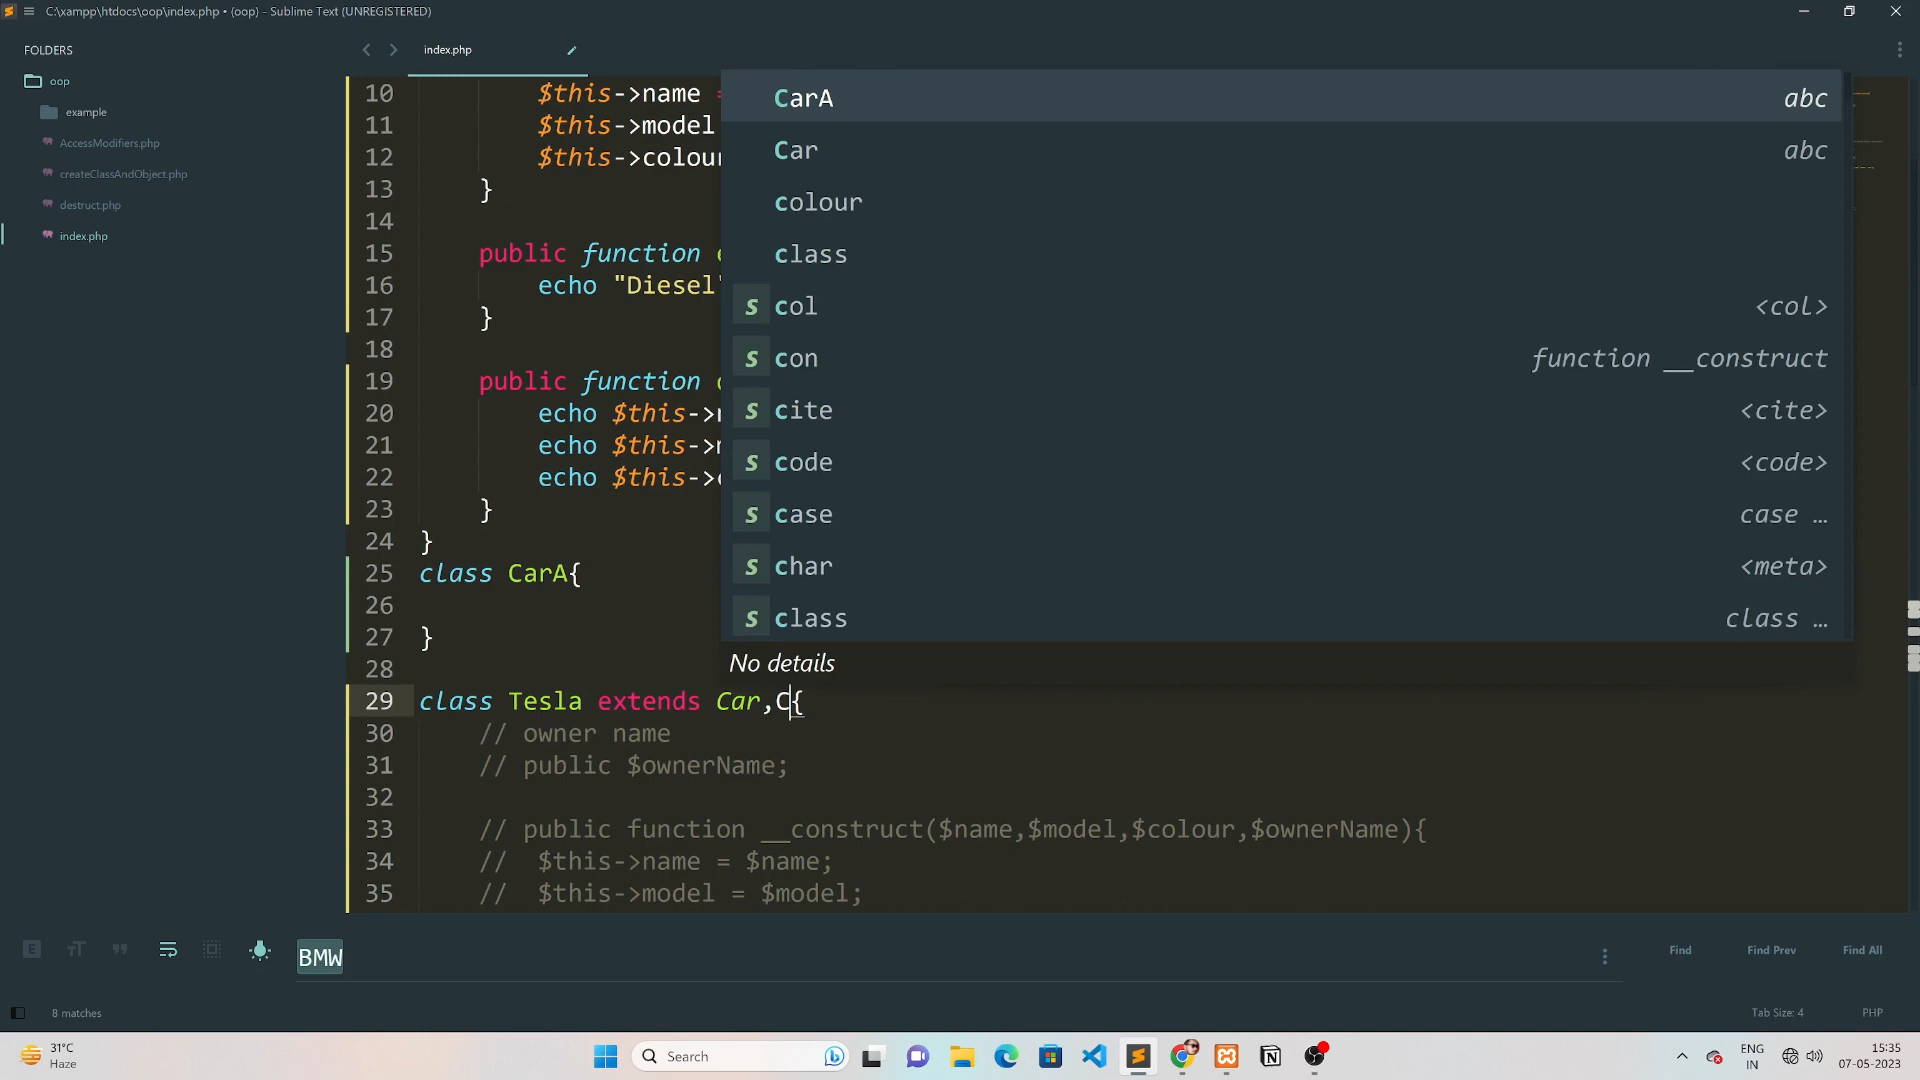 C:\xampp\htdocs\oop\index.php • (oop) - Sublime Text (UNREGISTERED)
FOLDERS
oop
example
AccessModifiers.php
createClassAndObject.php
destruct.php
index.php
index.php
10 $this->name =
11 $this->model
12 $this->colour
13 }
14
15 public function
16 echo "Diesel"
17 }
18
19 public function
20 echo $this->
21 echo $this->
22 echo $this->
23 }
24 }
25 class CarA{
26
27 }
28
29 class Tesla extends Car,C{
30 // owner name
31 // public $ownerName;
32
33 // public function __construct($name,$model,$colour,$ownerName){
34 // $this->name = $name;
35 // $this->model = $model;
CarA abc
Car abc
colour
class
s col <col>
s con function __construct
s cite <cite>
s code <code>
s case case …
s char <meta>
s class class …
No details
BMW
Find
Find Prev
Find All
8 matches
Tab Size: 4
PHP
31°C
Haze
Search
ENG
IN
15:35
07-05-2023